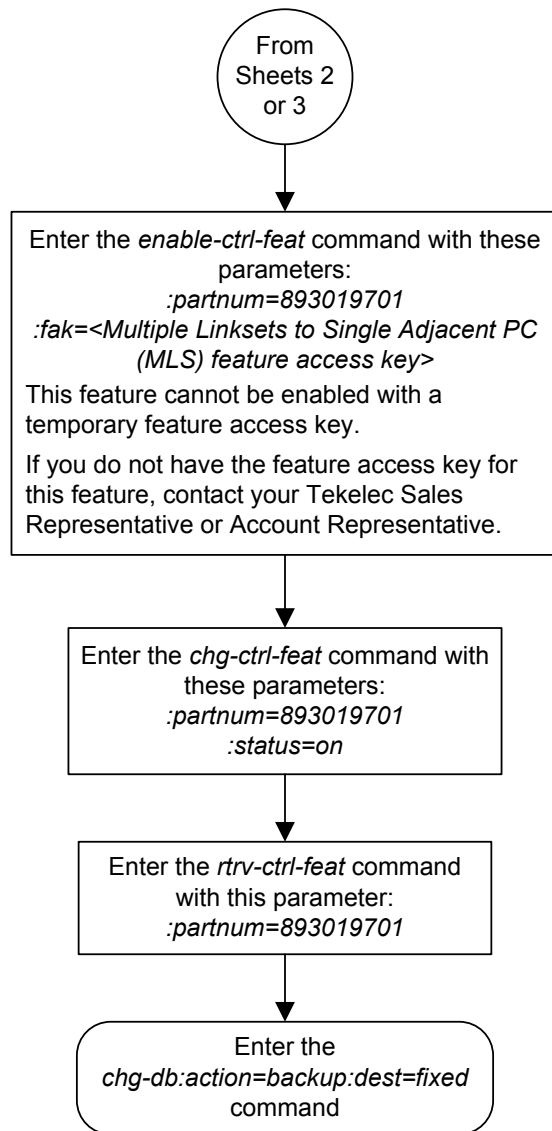 From
Sheets 2
or 3
Enter the enable-ctrl-feat command with these
parameters:
:partnum=893019701
:fak=<Multiple Linksets to Single Adjacent PC
(MLS) feature access key>
This feature cannot be enabled with a
temporary feature access key.
If you do not have the feature access key for
this feature, contact your Tekelec Sales
Representative or Account Representative.
Enter the chg-ctrl-feat command with
these parameters:
:partnum=893019701
:status=on
Enter the rtrv-ctrl-feat command
with this parameter:
:partnum=893019701
Enter the
chg-db:action=backup:dest=fixed
command